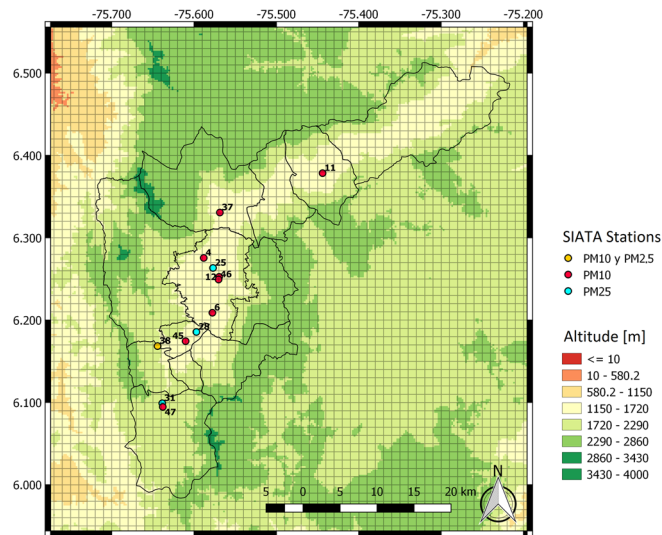 -75.700 -75.600 -75.500 -75.400 -75.300 -75.200
6.500
6.400
6.300
6.200
6.100
6.000
11
37
4
25
12 46
6
28
45
38
31
47
SIATA Stations
PM10 y PM2.5
PM10
PM25
Altitude [m]
<= 10
10 - 580.2
580.2 - 1150
1150 - 1720
1720 - 2290
2290 - 2860
2860 - 3430
3430 - 4000
N
5 0 5 10 15 20 km